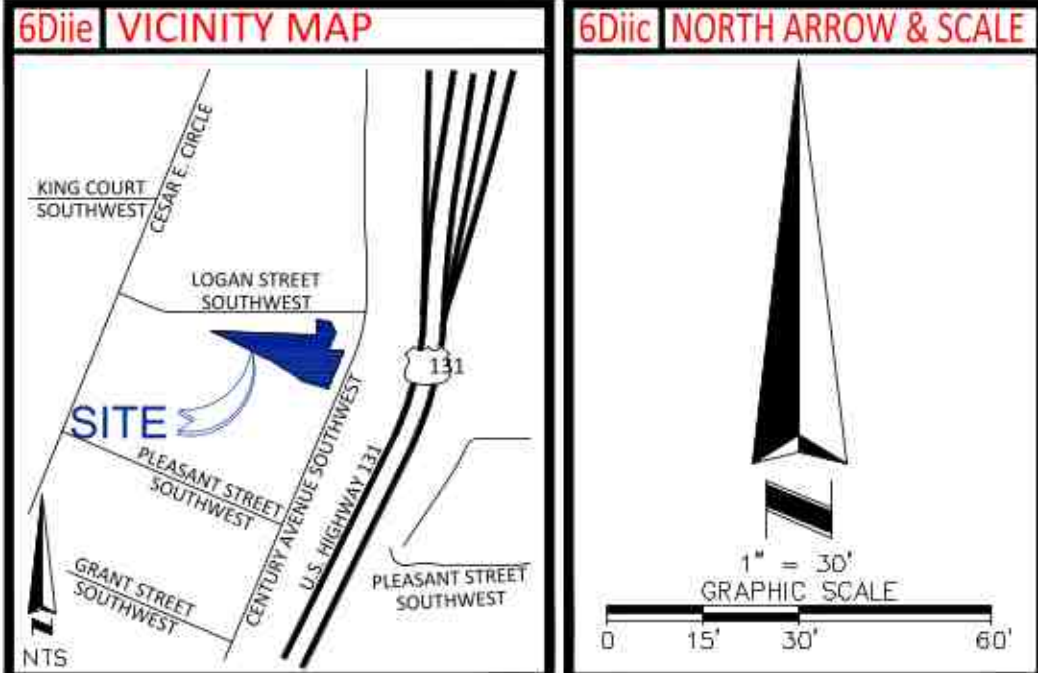 6Diie VICINITY MAP
KING COURT
SOUTHWEST
CESAR E. CIRCLE
LOGAN STREET
SOUTHWEST
131
SITE
PLEASANT STREET
SOUTHWEST
CENTURY AVENUE SOUTHWEST
U.S. HIGHWAY 131
GRANT STREET
SOUTHWEST
PLEASANT STREET
SOUTHWEST
NTS
6Diic NORTH ARROW & SCALE
1" = 30'
GRAPHIC SCALE
0 15' 30' 60'